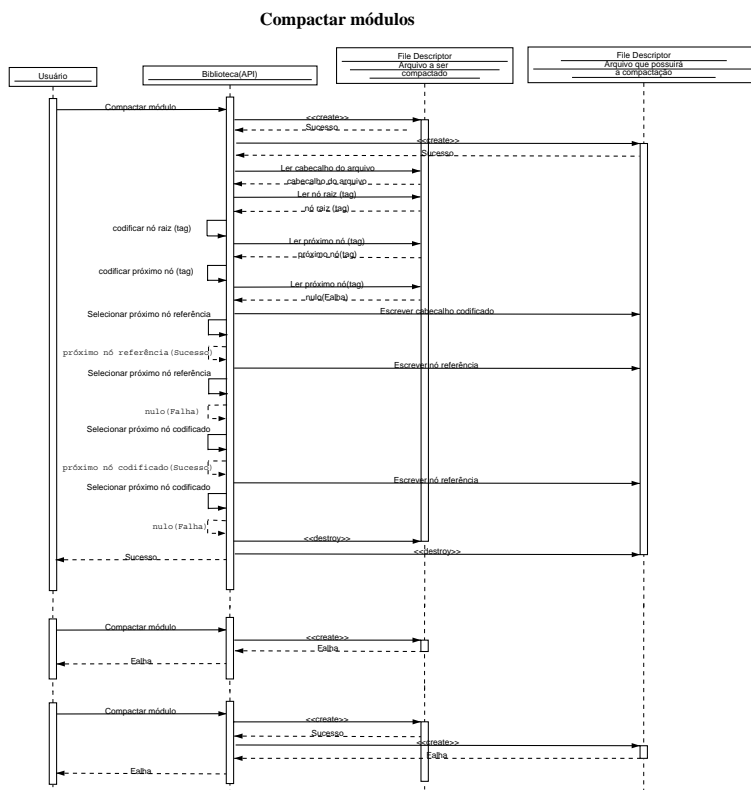 Compactar módulos
Usuário
Biblioteca(API)
File Descriptor
Arquivo a ser
compactado
File Descriptor
Arquivo que possuirá
a compactação
Compactar módulo
<<create>>
Sucesso
<<create>>
Sucesso
Ler cabecalho do arquivo
cabecalho do arquivo
Ler nó raiz (tag)
nó raiz (tag)
codificar nó raiz (tag)
Ler próximo nó (tag)
próximo nó(tag)
codificar próximo nó (tag)
Ler próximo nó(tag)
nulo(Falha)
Escrever cabecalho codificado
Selecionar próximo nó referência
próximo nó referência(Sucesso)
Escrever nó referência
Selecionar próximo nó referência
nulo(Falha)
Selecionar próximo nó codificado
próximo nó codificado(Sucesso)
Escrever nó referência
Selecionar próximo nó codificado
nulo(Falha)
<<destroy>>
<<destroy>>
Sucesso
Compactar módulo
<<create>>
Falha
Falha
Compactar módulo
<<create>>
Sucesso
<<create>>
Falha
Falha